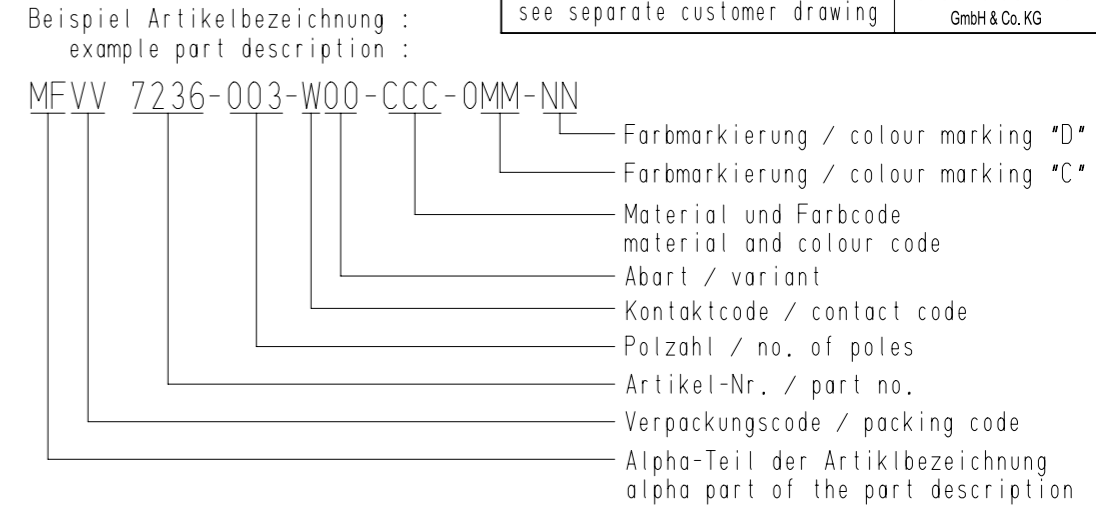 Beispiel Artikelbezeichnung :
see separate customer drawing
GmbH & Co. KG
example part description :
MFVV 7236-003-W00-CCC-0MM-NN
Farbmarkierung / colour marking "D"
Farbmarkierung / colour marking "C"
Material und Farbcode
material and colour code
Abart / variant
Kontaktcode / contact code
Polzahl / no. of poles
Artikel-Nr. / part no.
Verpackungscode / packing code
Alpha-Teil der Artiklbezeichnung
alpha part of the part description